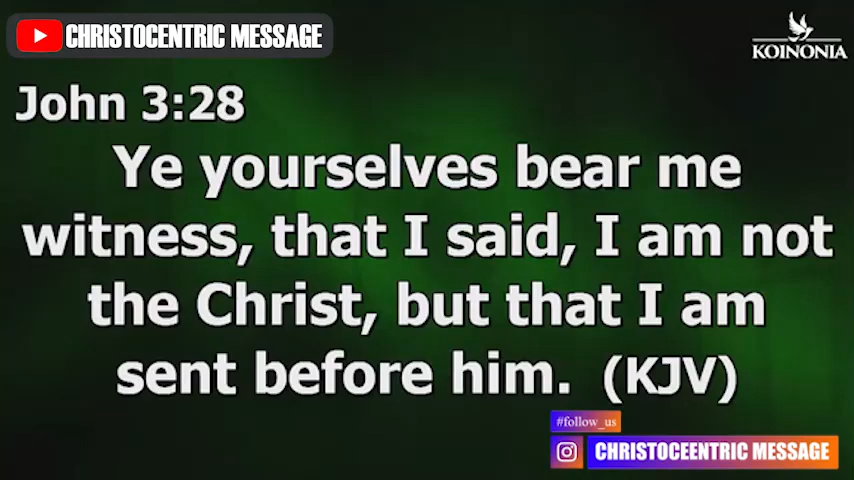 CHRISTOCENTRIC MESSAGE
KOINONIA
John 3:28
Ye yourselves bear me
witness, that I said, I am not
the Christ, but that I am
sent before him. (KJV)
#follow_us
CHRISTOCEENTRIC MESSAGE